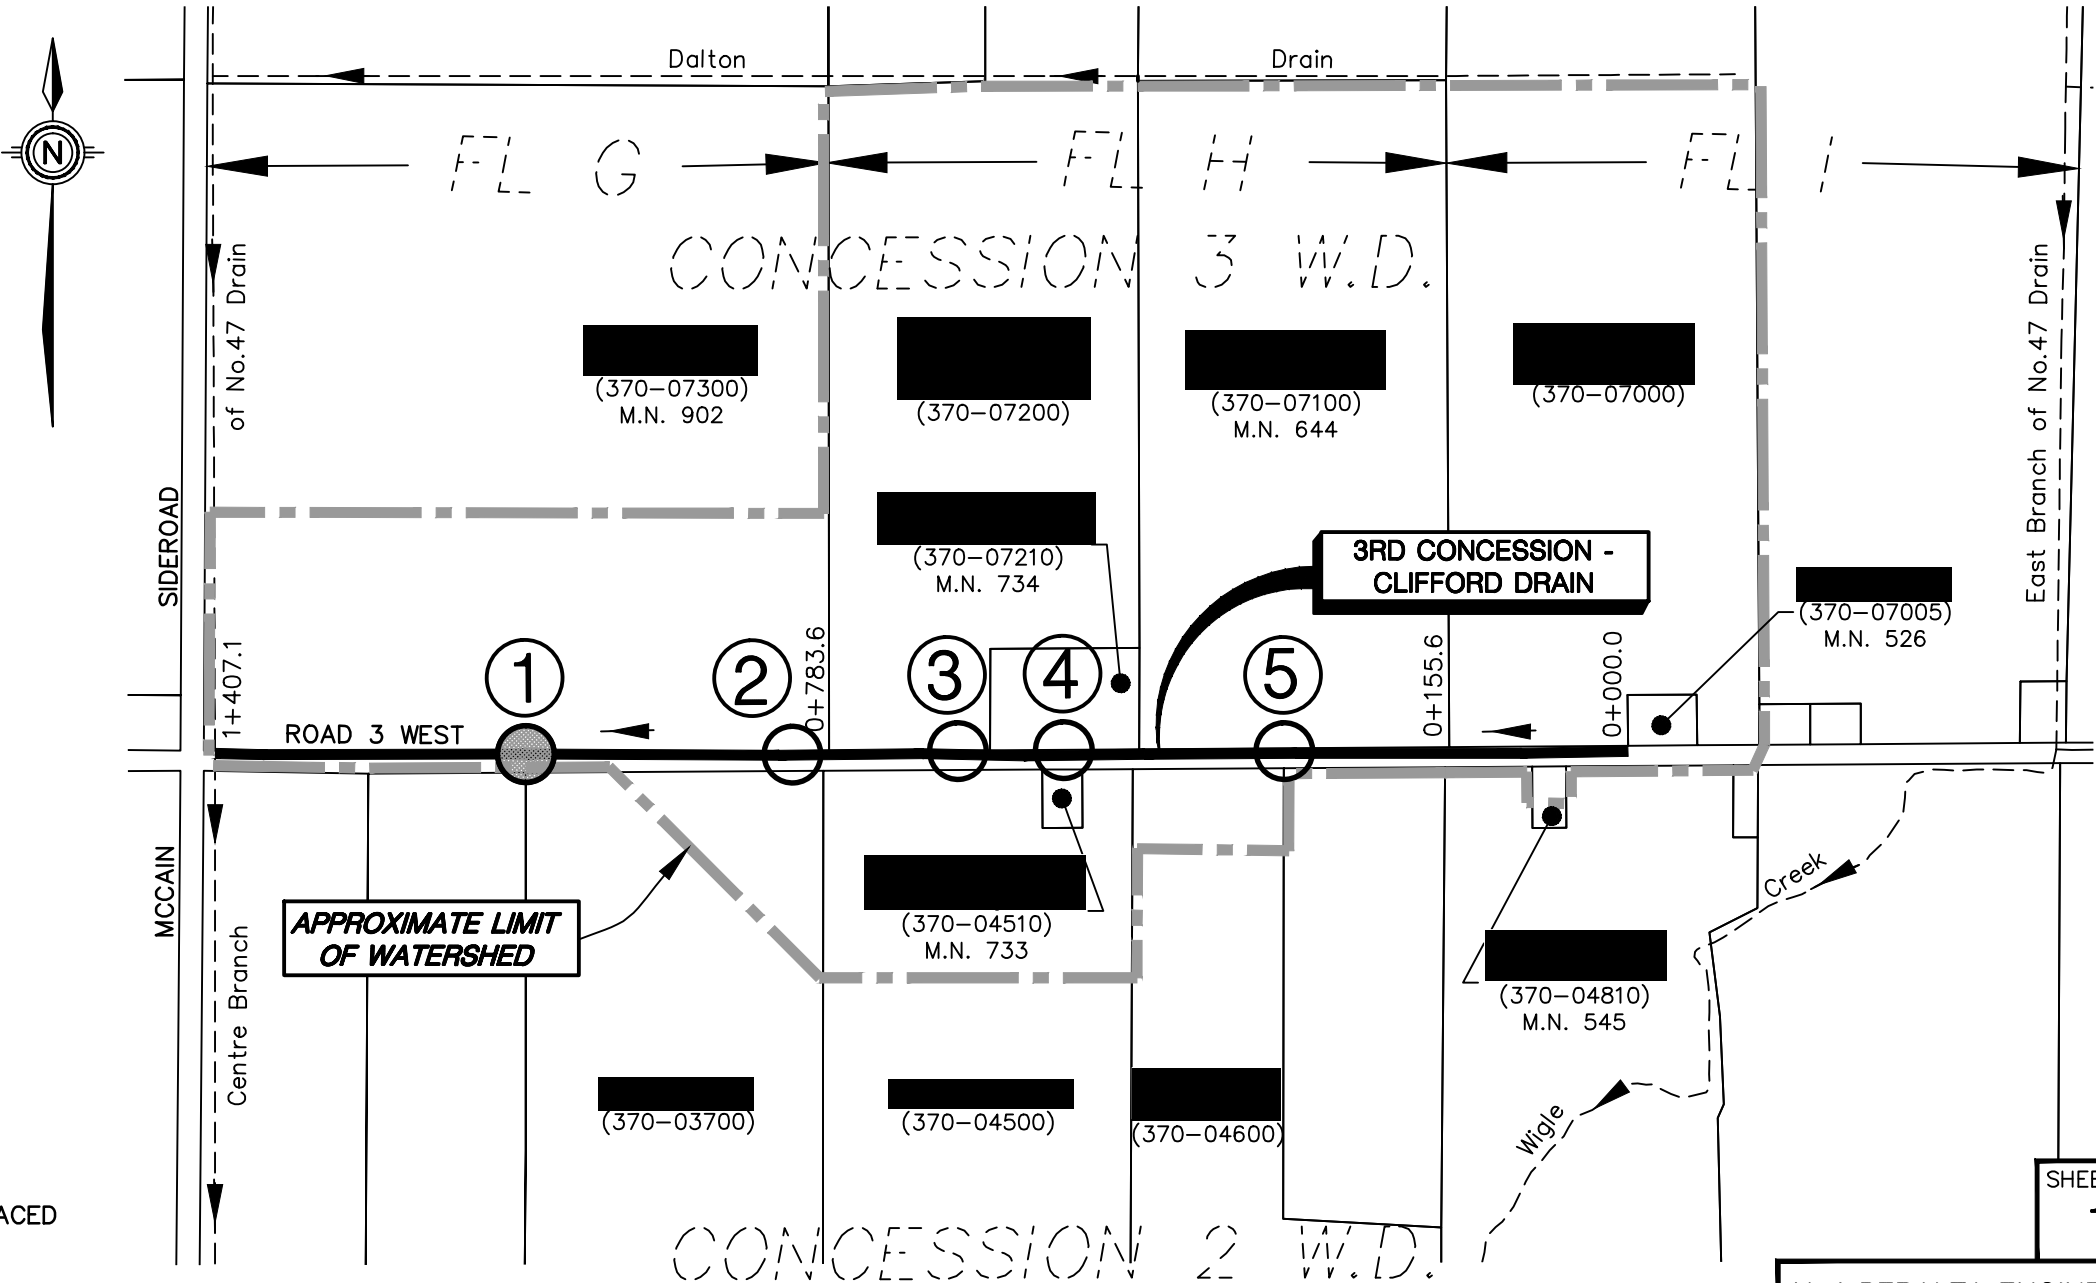 Dalton
Drain
N
FL G
FL H
FL I
CONCESSION 3 W.D.
of No.47 Drain
East Branch of No.47 Drain
(370-07300)
M.N. 902
(370-07200)
(370-07100)
M.N. 644
(370-07000)
(370-07210)
M.N. 734
3RD CONCESSION -
CLIFFORD DRAIN
(370-07005)
M.N. 526
SIDEROAD
1+407.1
1
2
0+783.6
3
4
5
0+155.6
0+000.0
ROAD 3 WEST
MCCAIN
APPROXIMATE LIMIT
OF WATERSHED
(370-04510)
M.N. 733
Creek
(370-04810)
M.N. 545
Centre Branch
(370-03700)
(370-04500)
(370-04600)
Wigle
ACED
CONCESSION 2 W.D.
SHEE